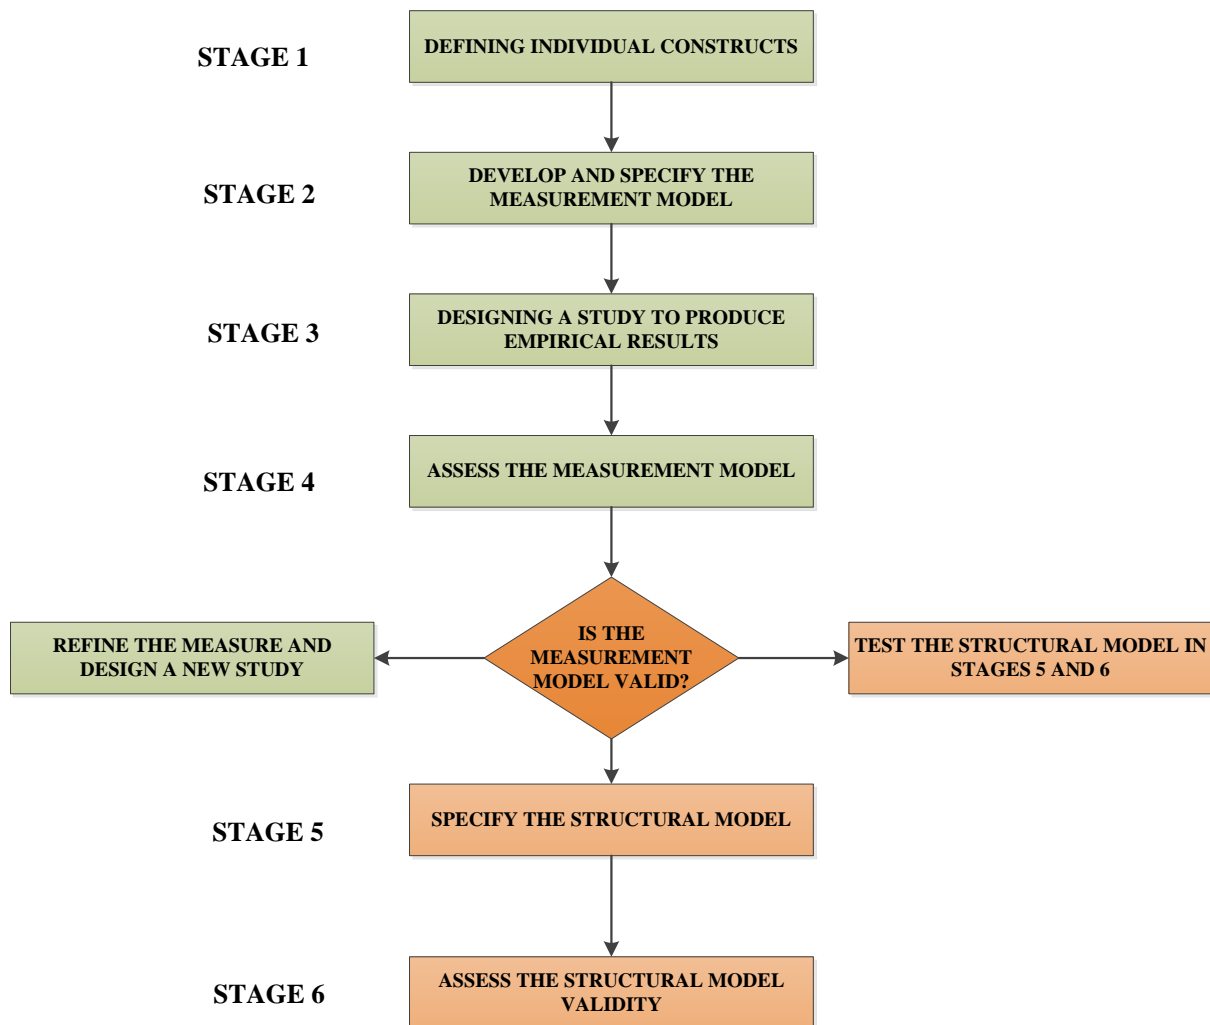 STAGE 1
DEFINING INDIVIDUAL CONSTRUCTS
STAGE 2
DEVELOP AND SPECIFY THE
MEASUREMENT MODEL
STAGE 3
DESIGNING A STUDY TO PRODUCE
EMPIRICAL RESULTS
STAGE 4
ASSESS THE MEASUREMENT MODEL
REFINE THE MEASURE AND
DESIGN A NEW STUDY
IS THE
MEASUREMENT
MODEL VALID?
TEST THE STRUCTURAL MODEL IN
STAGES 5 AND 6
STAGE 5
SPECIFY THE STRUCTURAL MODEL
STAGE 6
ASSESS THE STRUCTURAL MODEL
VALIDITY